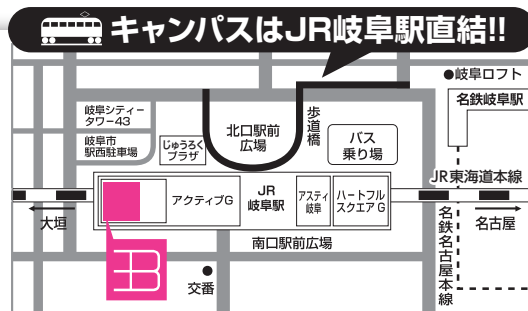 キャンパスはJR岐阜駅直結!!
岐阜ロフト
名鉄岐阜駅
岐阜シティー
タワー43
岐阜市
駅西駐車場
じゅうろく
プラザ
北口駅前
広場
歩道橋
バス
乗り場
JR東海道本線
アクティブG
JR
岐阜駅
アスティ
岐阜
ハートフル
スクエアG
大垣
名古屋
名鉄名古屋本線
南口駅前広場
交番